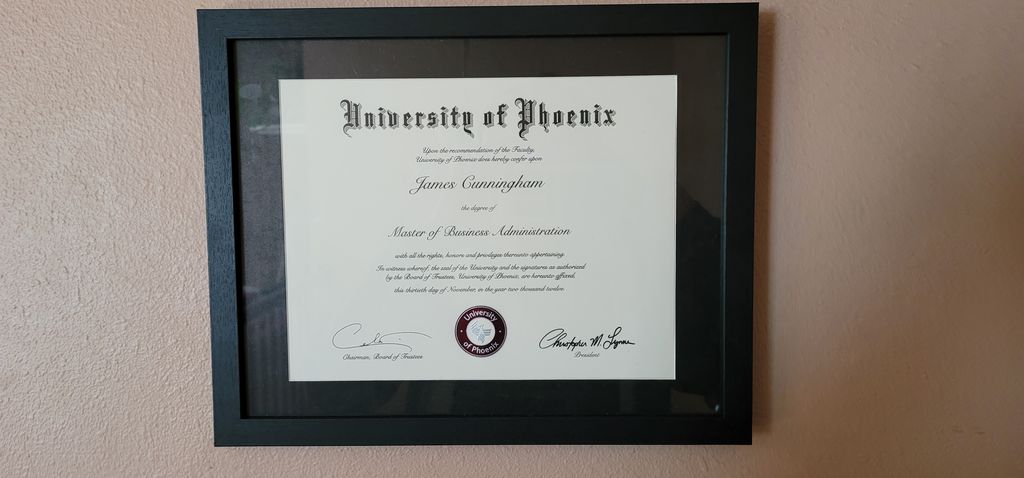 University of Phoenix
Upon the recommendation of the Faculty,
University of Phoenix does hereby confer upon
James Cunningham
the degree of
Master of Business Administration
with all the rights, honors and privileges thereunto appertaining.
In witness whereof, the seal of the University and the signatures as authorized
by the Board of Trustees, University of Phoenix, are hereunto affixed,
this thirtieth day of November, in the year two thousand twelve.
University
of Phoenix
Chairman, Board of Trustees
Christopher M.
President